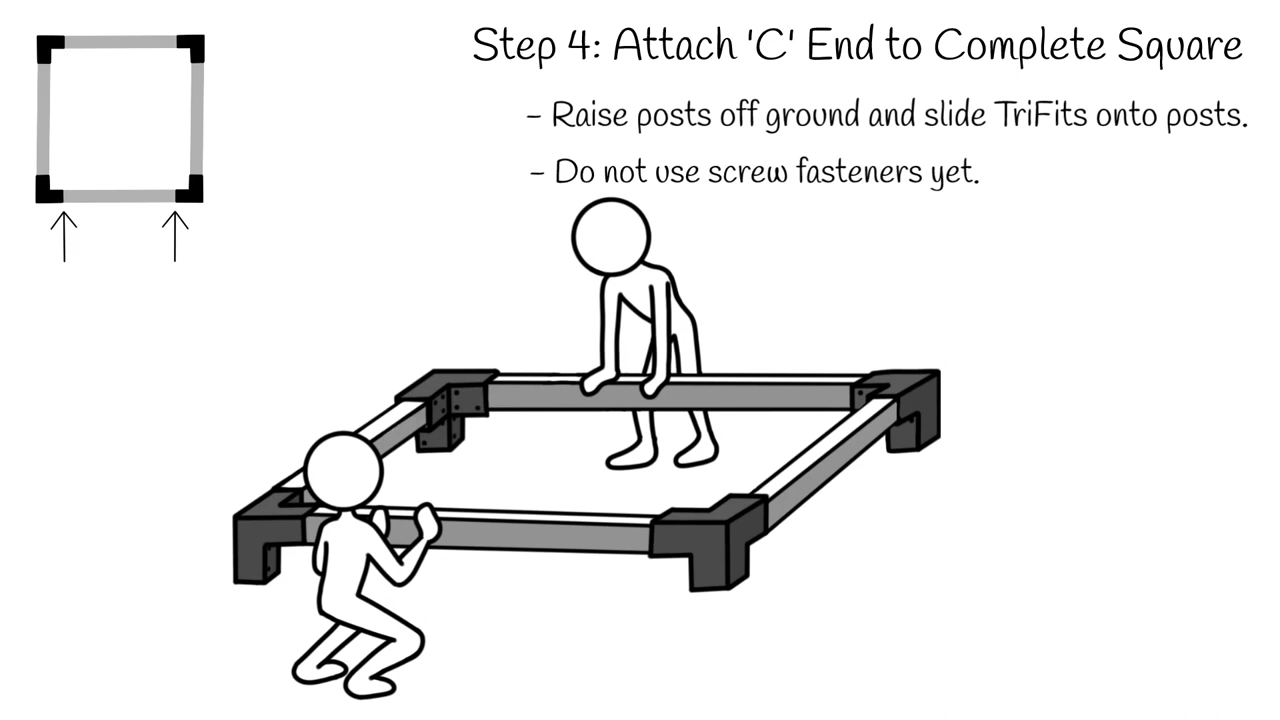 Step 4: Attach 'C' End to Complete Square
- Raise posts off ground and slide TriFits onto posts.
- Do not use screw fasteners yet.